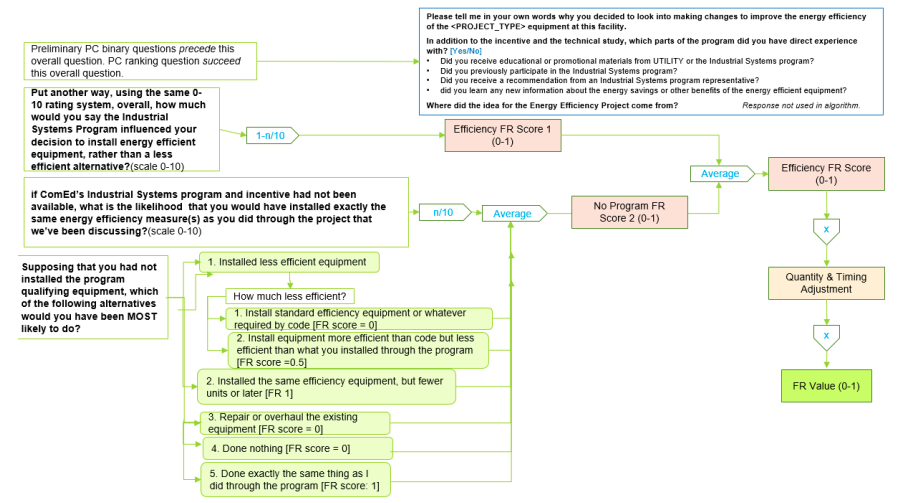 Please tell me in your own words why you decided to look into making changes to improve the energy efficiency
of the <PROJECT_TYPE> equipment at this facility.
In addition to the incentive and the technical study, which parts of the program did you have direct experience
with? [Yes/No]
• Did you receive educational or promotional materials from UTILITY or the Industrial Systems program?
• Did you previously participate in the Industrial Systems program?
• Did you receive a recommendation from an Industrial Systems program representative?
• did you learn any new information about the energy savings or other benefits of the energy efficient equipment?
Where did the idea for the Energy Efficiency Project come from? Response not used in algorithm.
Preliminary PC binary questions precede this
overall question. PC ranking question succeed
this overall question.
Put another way, using the same 0-
10 rating system, overall, how much
would you say the Industrial
Systems Program influenced your
decision to install energy efficient
equipment, rather than a less
efficient alternative?(scale 0-10)
1-n/10
Efficiency FR Score 1
(0-1)
Average
Efficiency FR Score
(0-1)
if ComEd's Industrial Systems program and incentive had not been
available, what is the likelihood that you would have installed exactly the
same energy efficiency measure(s) as you did through the project that
we've been discussing?(scale 0-10)
n/10
Average
No Program FR
Score 2 (0-1)
x
Quantity & Timing
Adjustment
x
FR Value (0-1)
Supposing that you had not
installed the program
qualifying equipment, which
of the following alternatives
would you have been MOST
likely to do?
1. Installed less efficient equipment
How much less efficient?
1. Install standard efficiency equipment or whatever
required by code [FR score = 0]
2. Install equipment more efficient than code but less
efficient than what you installed through the program
[FR score =0.5]
2. Installed the same efficiency equipment, but fewer
units or later [FR 1]
3. Repair or overhaul the existing
equipment [FR score = 0]
4. Done nothing [FR score = 0]
5. Done exactly the same thing as I
did through the program [FR score: 1]